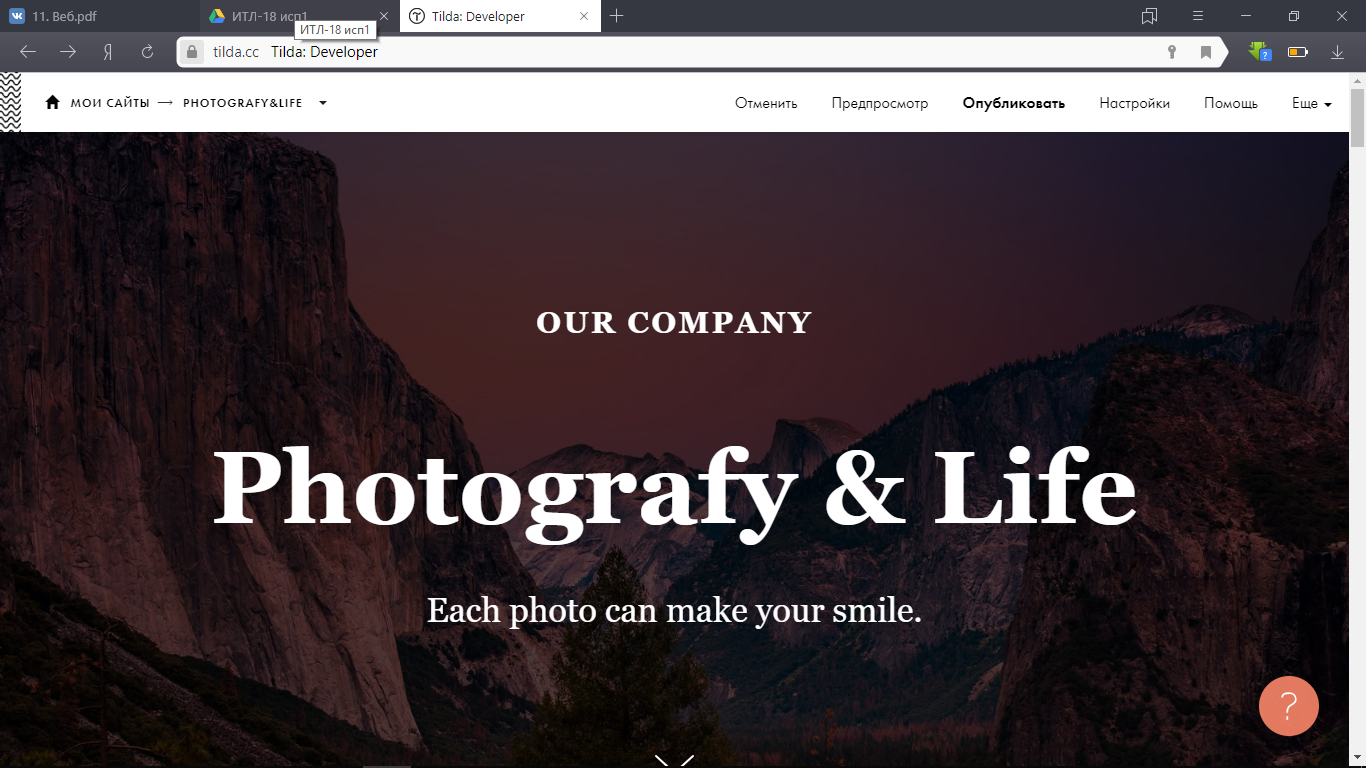 11. Веб.pdf
ИТЛ-18 исп1
Tilda: Developer
ИТЛ-18 исп1
Я
tilda.cc Tilda: Developer
МОИ САЙТЫ → PHOTOGRAFY&LIFE
Отменить
Предпросмотр
Опубликовать
Настройки
Помощь
Еще
OUR COMPANY
Photografy & Life
Each photo can make your smile.
?